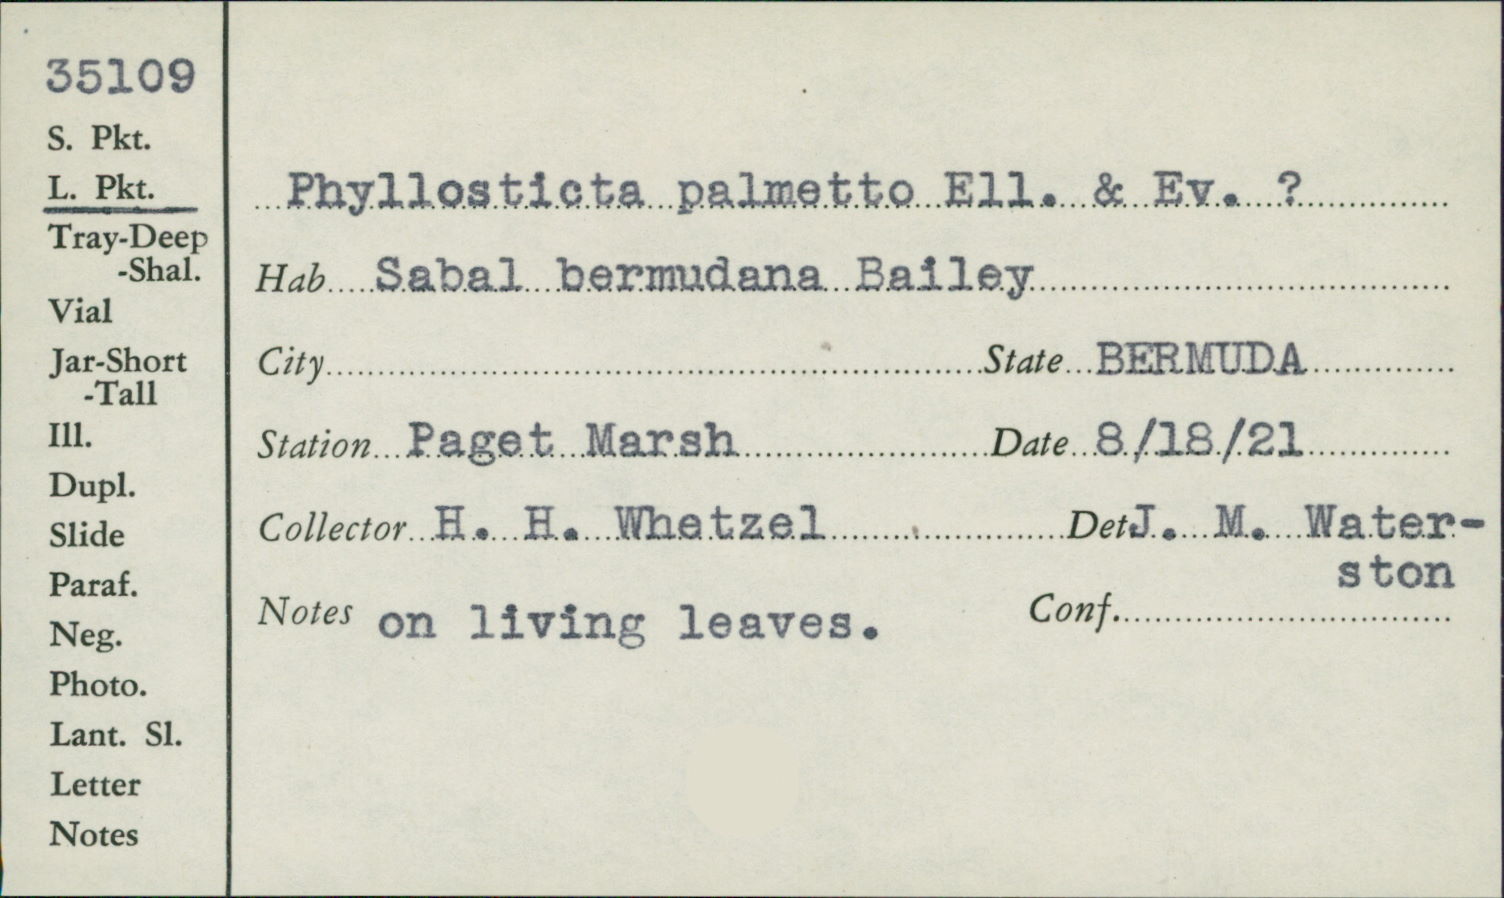 35109
S. Pkt.
L. Pkt.
Tray-Deep
-Shal.
Vial
Jar-Short
-Tall
Ill.
Dupl.
Slide
Paraf.
Neg.
Photo.
Lant. Sl.
Letter
Notes
Phyllosticta palmetto Ell. & Ev. ?
Hab Sabal bermudana Bailey
City State BERMUDA
Station Paget Marsh Date 8/18/21
Collector H. H. Whetzel Det J. M. Water-
ston
Notes on living leaves. Conf.